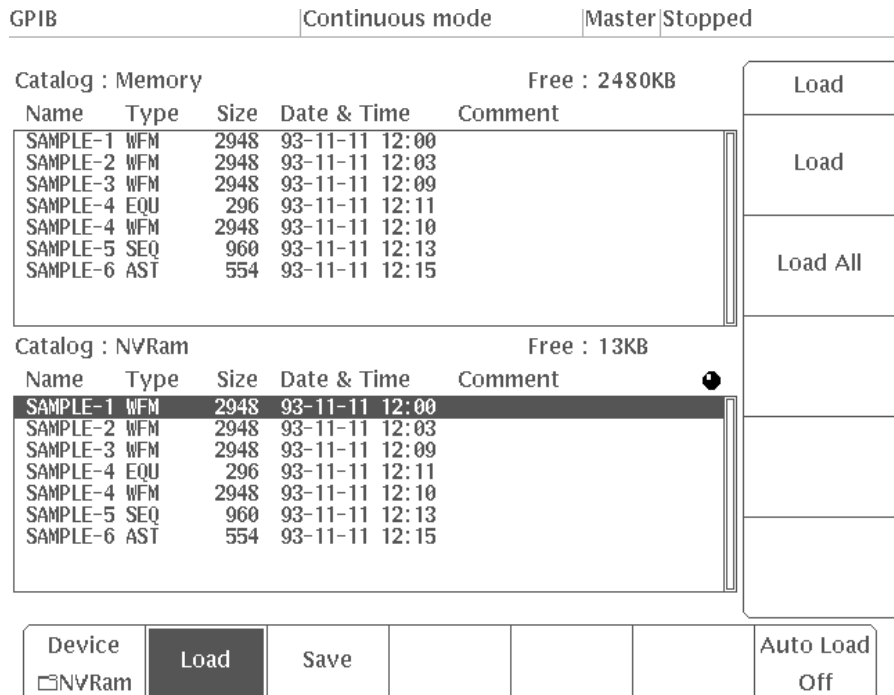 GPIB Continuous mode Master Stopped
Catalog : Memory Free : 2480KB
Name Type Size Date & Time Comment
SAMPLE-1 WFM 2948 93-11-11 12:00
SAMPLE-2 WFM 2948 93-11-11 12:03
SAMPLE-3 WFM 2948 93-11-11 12:09
SAMPLE-4 EQU 296 93-11-11 12:11
SAMPLE-4 WFM 2948 93-11-11 12:10
SAMPLE-5 SEQ 960 93-11-11 12:13
SAMPLE-6 AST 554 93-11-11 12:15
Catalog : NVRam Free : 13KB
Name Type Size Date & Time Comment
SAMPLE-1 WFM 2948 93-11-11 12:00
SAMPLE-2 WFM 2948 93-11-11 12:03
SAMPLE-3 WFM 2948 93-11-11 12:09
SAMPLE-4 EQU 296 93-11-11 12:11
SAMPLE-4 WFM 2948 93-11-11 12:10
SAMPLE-5 SEQ 960 93-11-11 12:13
SAMPLE-6 AST 554 93-11-11 12:15
Load
Load
Load All
Device
NVRam
Load
Save
Auto Load
Off